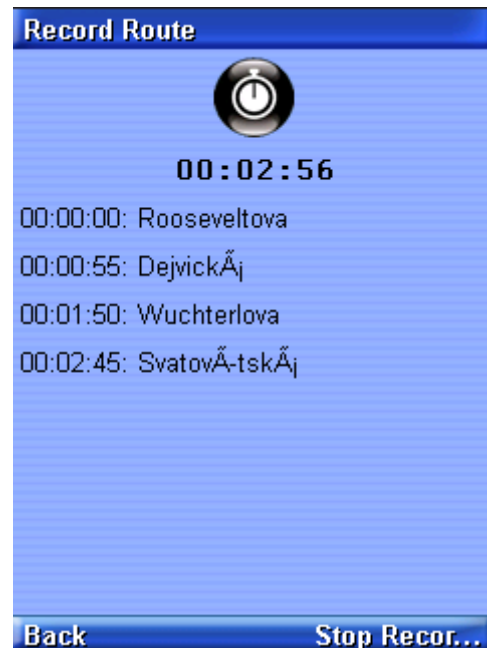 Record Route
00:02:56
00:00:00: Rooseveltova
00:00:55: DejvickÃ¡
00:01:50: Wuchterlova
00:02:45: SvatovÃ-tskÃ¡
Back Stop Recor...